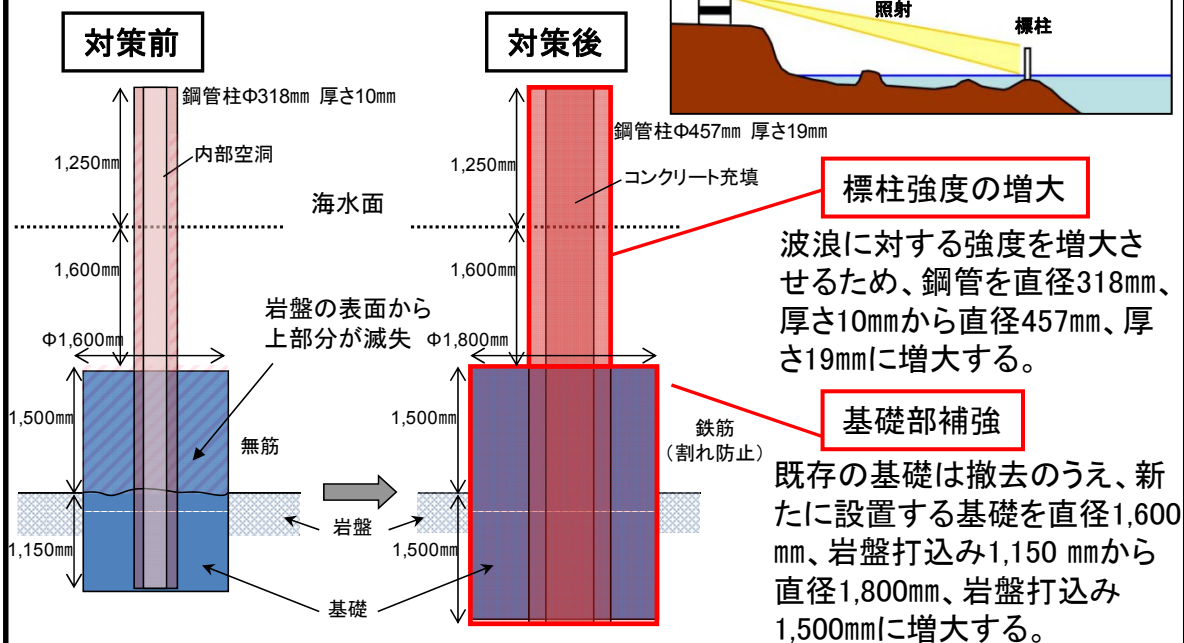 照射
標柱
対策前
鋼管柱Φ318㎜ 厚さ10mm
1,250㎜
内部空洞
海水面
1,600㎜
岩盤の表面から
上部分が滅失
Φ1,600㎜
1,500㎜
無筋
1,150㎜
岩盤
基礎
対策後
鋼管柱Φ457㎜ 厚さ19㎜
1,250㎜
コンクリート充填
1,600㎜
Φ1,800㎜
1,500㎜
鉄筋
（割れ防止）
1,500㎜
標柱強度の増大
波浪に対する強度を増大さ
せるため、鋼管を直径318㎜、
厚さ10㎜から直径457㎜、厚
さ19㎜に増大する。
基礎部補強
既存の基礎は撤去のうえ、新
たに設置する基礎を直径1,600
㎜、岩盤打込み1,150 ㎜から
直径1,800㎜、岩盤打込み
1,500㎜に増大する。